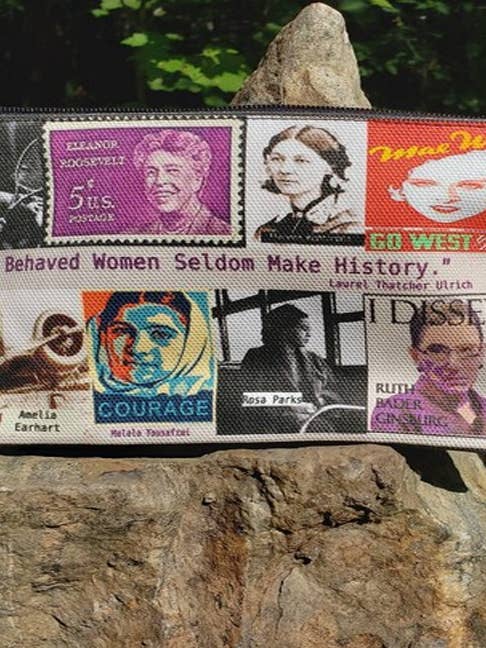 ELEANOR
ROOSEVELT
5¢
U.S.
POSTAGE
Mae W
GO WEST
Behaved Women Seldom Make History."
Laurel Thatcher Ulrich
Amelia
Earhart
COURAGE
Malala Yousafzai
Rosa Parks
I DISSE
RUTH
BADER
GINSBURG